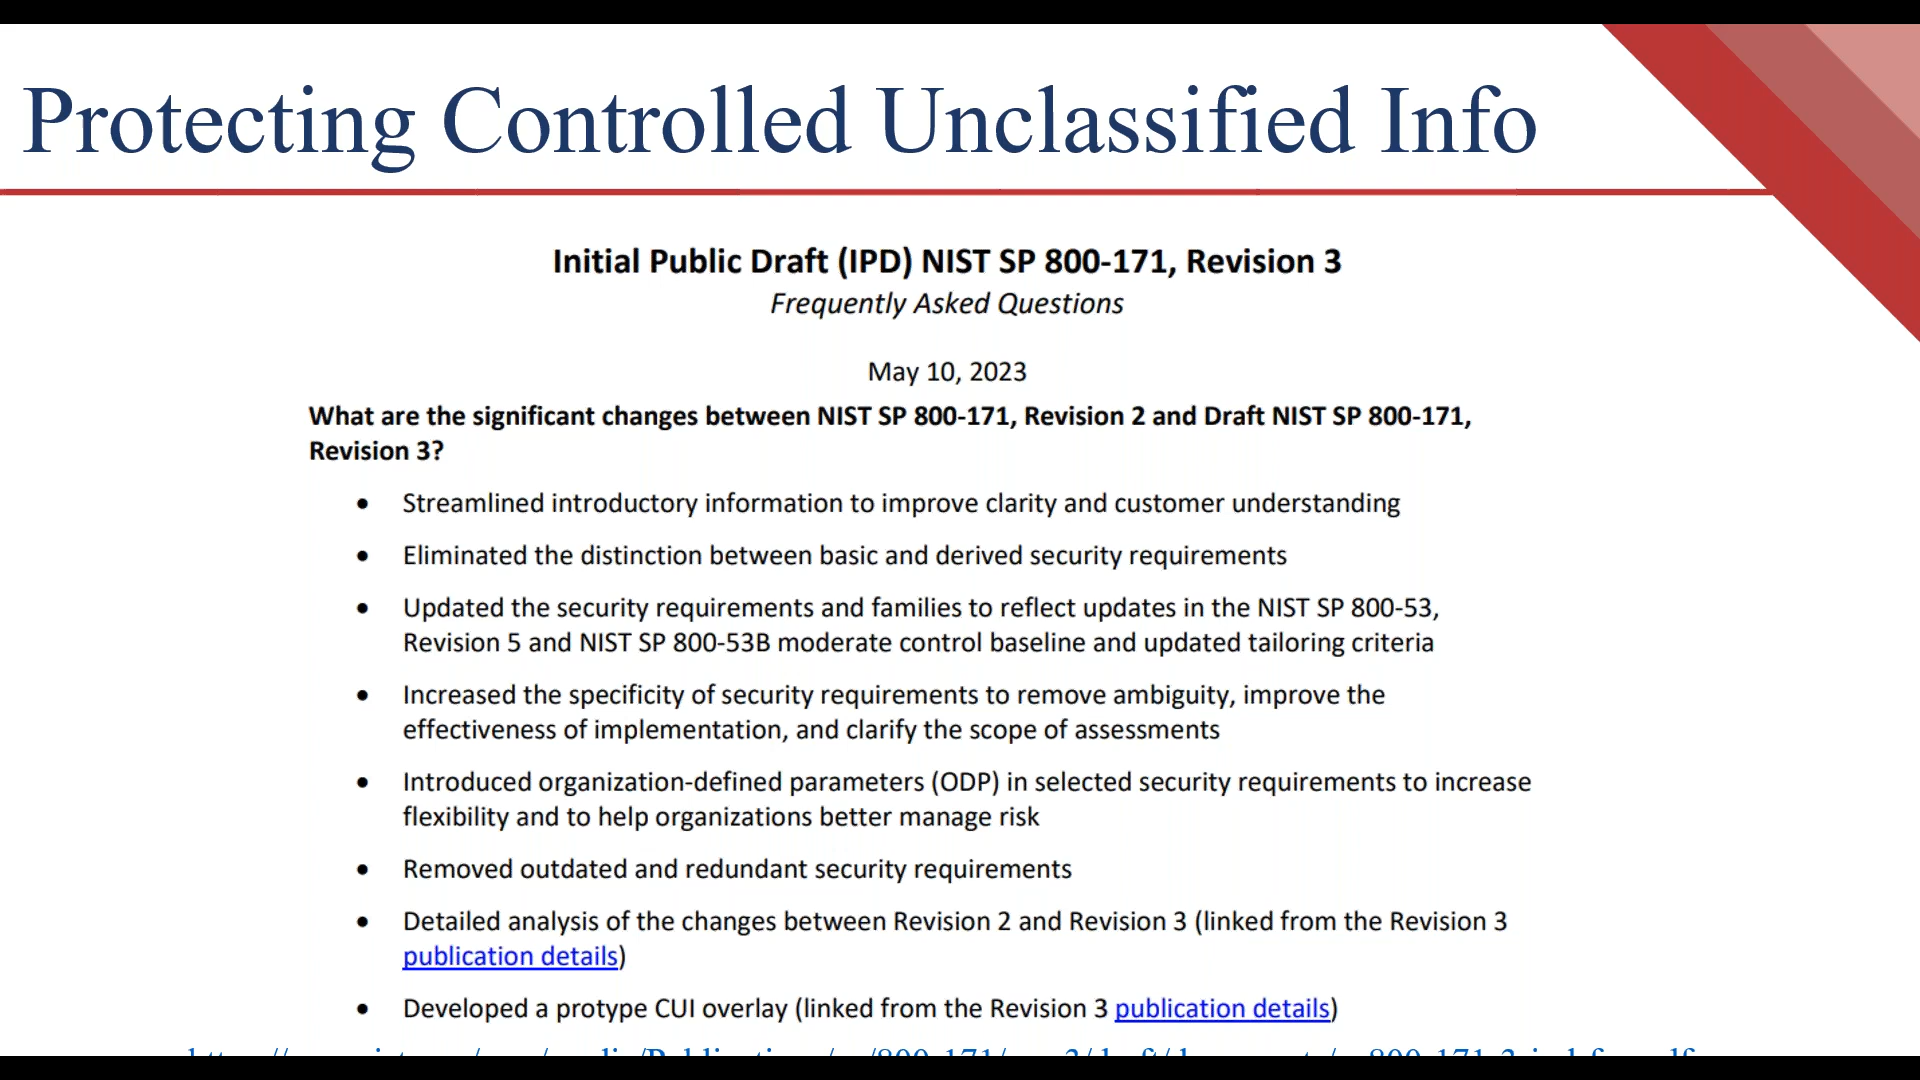 Protecting Controlled Unclassified Info
Initial Public Draft (IPD) NIST SP 800-171, Revision 3
Frequently Asked Questions
May 10, 2023
What are the significant changes between NIST SP 800-171, Revision 2 and Draft NIST SP 800-171,
Revision 3?
• Streamlined introductory information to improve clarity and customer understanding
• Eliminated the distinction between basic and derived security requirements
• Updated the security requirements and families to reflect updates in the NIST SP 800-53,
Revision 5 and NIST SP 800-53B moderate control baseline and updated tailoring criteria
• Increased the specificity of security requirements to remove ambiguity, improve the
effectiveness of implementation, and clarify the scope of assessments
• Introduced organization-defined parameters (ODP) in selected security requirements to increase
flexibility and to help organizations better manage risk
• Removed outdated and redundant security requirements
• Detailed analysis of the changes between Revision 2 and Revision 3 (linked from the Revision 3
publication details)
• Developed a protype CUI overlay (linked from the Revision 3 publication details)